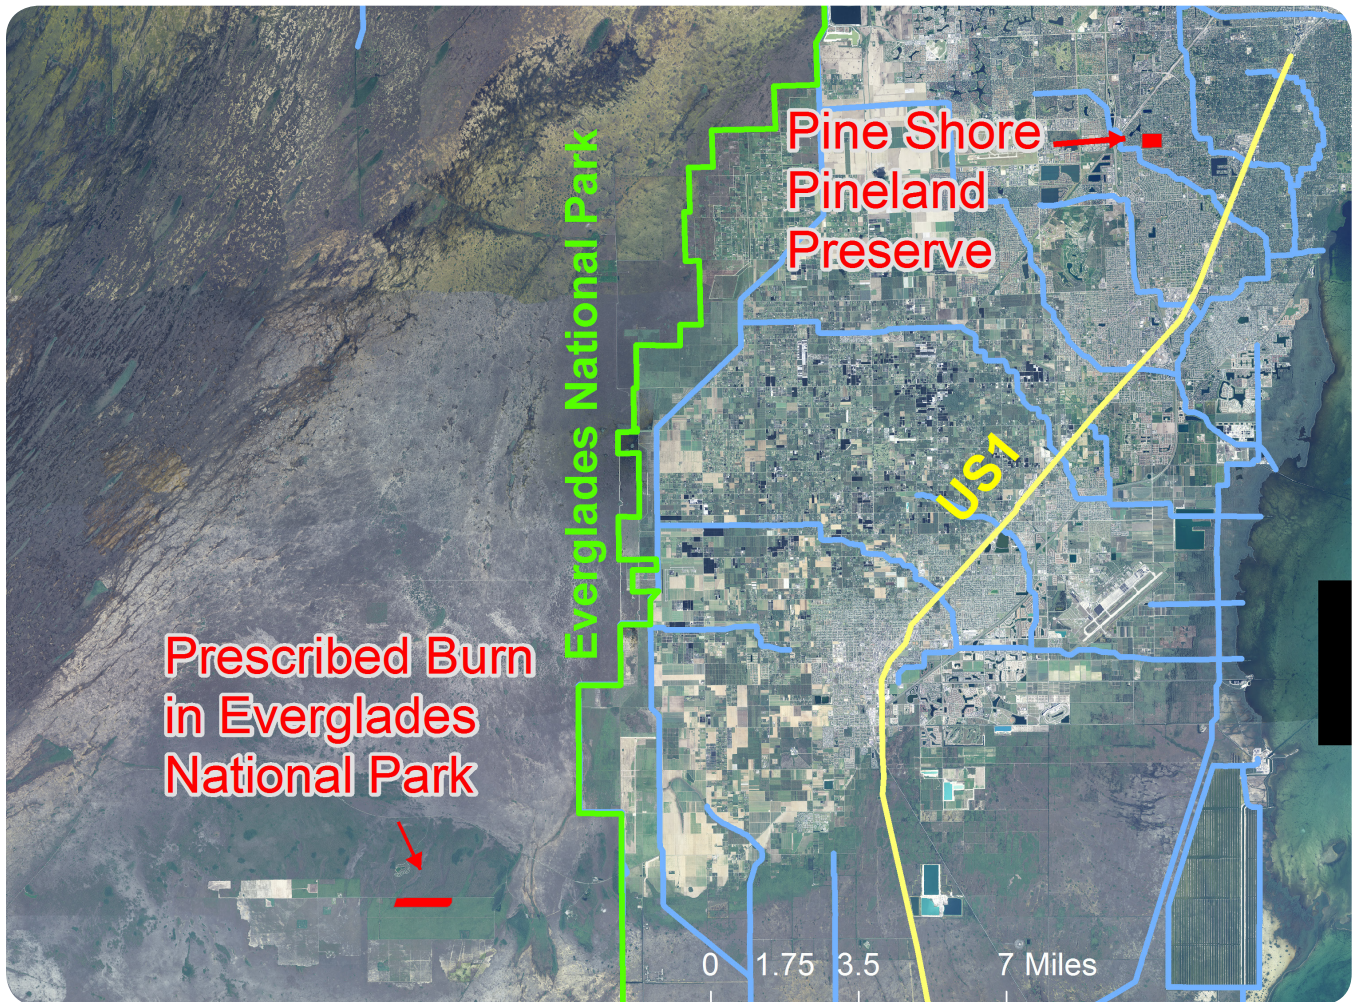 Pine Shore
Pineland
Preserve
Everglades National Park
US1
Prescribed Burn
in Everglades
National Park
0 1.75 3.5 7 Miles